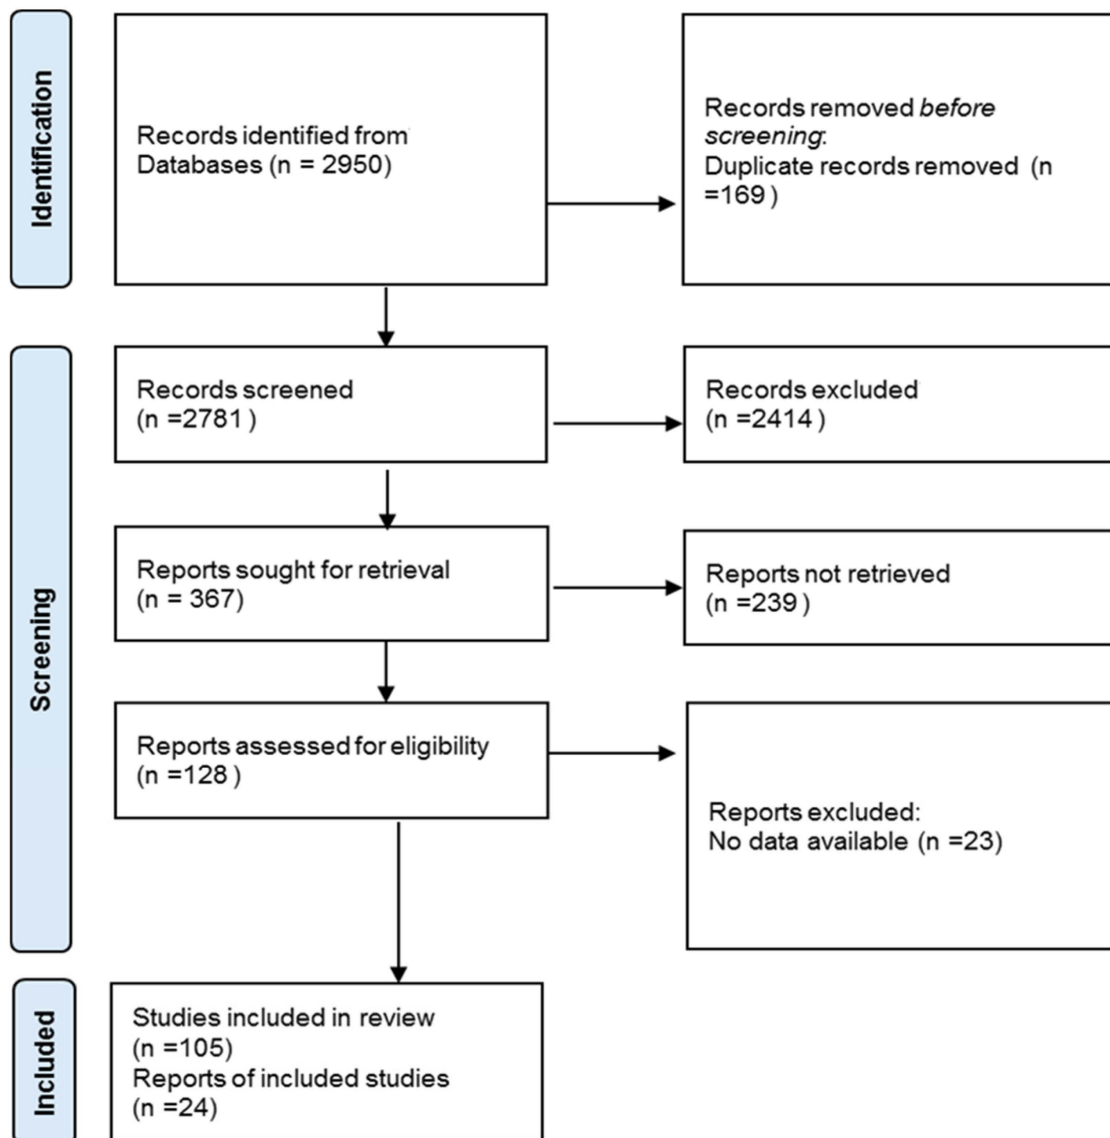 Identification
Records identified from
Databases (n = 2950)
Records removed before
screening:
Duplicate records removed (n
=169 )
Screening
Records screened
(n =2781 )
Records excluded
(n =2414 )
Reports sought for retrieval
(n = 367)
Reports not retrieved
(n =239 )
Reports assessed for eligibility
(n =128 )
Reports excluded:
No data available (n =23)
Included
Studies included in review
(n =105)
Reports of included studies
(n =24)